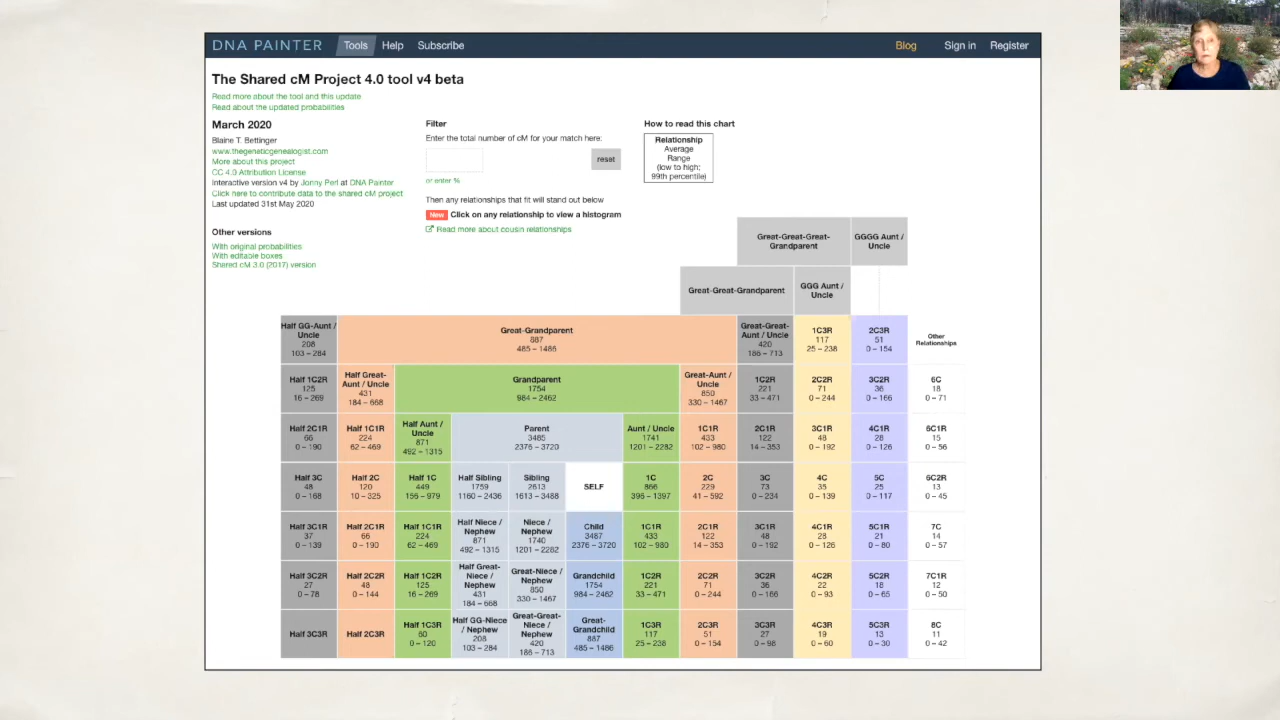 DNA PAINTER Tools Help Subscribe Blog Sign in Register
The Shared cM Project 4.0 tool v4 beta
Read more about the tool and this update
Read about the updated probabilities
March 2020
Blaine T. Bettinger
www.thegeneticgenealogist.com
More about this project
CC 4.0 Attribution License
Interactive version v4 by Jonny Perl at DNA Painter
Click here to contribute data to the shared cM project
Last updated 31st May 2020
Other versions
With original probabilities
With editable boxes
Shared cM 3.0 (2017) version
Filter
Enter the total number of cM for your match here:
reset
or enter %
Then any relationships that fit will stand out below
New Click on any relationship to view a histogram
Read more about cousin relationships
How to read this chart
Relationship
Average
Range
(low to high;
99th percentile)
Great-Great-Great-
Grandparent
GGGG Aunt /
Uncle
Great-Great-Grandparent
GGG Aunt /
Uncle
Half GG-Aunt /
Uncle
208
103 – 284
Great-Grandparent
887
485 – 1486
Great-Great-
Aunt / Uncle
420
186 – 713
1C3R
117
25 – 238
2C3R
51
0 – 154
Other
Relationships
Half 1C2R
125
16 – 269
Half Great-
Aunt / Uncle
431
184 – 668
Grandparent
1754
984 – 2462
Great-Aunt /
Uncle
850
330 – 1467
1C2R
221
33 – 471
2C2R
71
0 – 244
3C2R
36
0 – 166
6C
18
0 – 71
Half 2C1R
66
0 – 190
Half 1C1R
224
62 – 469
Half Aunt /
Uncle
871
492 – 1315
Parent
3485
2376 – 3720
Aunt / Uncle
1741
1201 – 2282
1C1R
433
102 – 980
2C1R
122
14 – 353
3C1R
48
0 – 192
4C1R
28
0 – 126
6C1R
15
0 – 56
Half 3C
48
0 – 168
Half 2C
120
10 – 325
Half 1C
449
156 – 979
Half Sibling
1759
1160 – 2436
Sibling
2613
1613 – 3488
SELF
1C
866
396 – 1397
2C
229
41 – 592
3C
73
0 – 234
4C
35
0 – 139
5C
25
0 – 117
6C2R
13
0 – 45
Half 3C1R
37
0 – 139
Half 2C1R
66
0 – 190
Half 1C1R
224
62 – 469
Half Niece /
Nephew
871
492 – 1315
Niece /
Nephew
1740
1201 – 2282
Child
3487
2376 – 3720
1C1R
433
102 – 980
2C1R
122
14 – 353
3C1R
48
0 – 192
4C1R
28
0 – 126
5C1R
21
0 – 80
7C
14
0 – 57
Half 3C2R
27
0 – 78
Half 2C2R
48
0 – 144
Half 1C2R
125
16 – 269
Half Great-
Niece /
Nephew
431
184 – 668
Great-Niece /
Nephew
850
330 – 1467
Grandchild
1754
984 – 2462
1C2R
221
33 – 471
2C2R
71
0 – 244
3C2R
36
0 – 166
4C2R
22
0 – 93
5C2R
18
0 – 65
7C1R
12
0 – 50
Half 3C3R
Half 2C3R
Half 1C3R
60
0 – 120
Half GG-Niece
/ Nephew
208
103 – 284
Great-Great-
Niece /
Nephew
420
186 – 713
Great-
Grandchild
887
485 – 1486
1C3R
117
25 – 238
2C3R
51
0 – 154
3C3R
27
0 – 98
4C3R
19
0 – 60
5C3R
13
0 – 30
8C
11
0 – 42